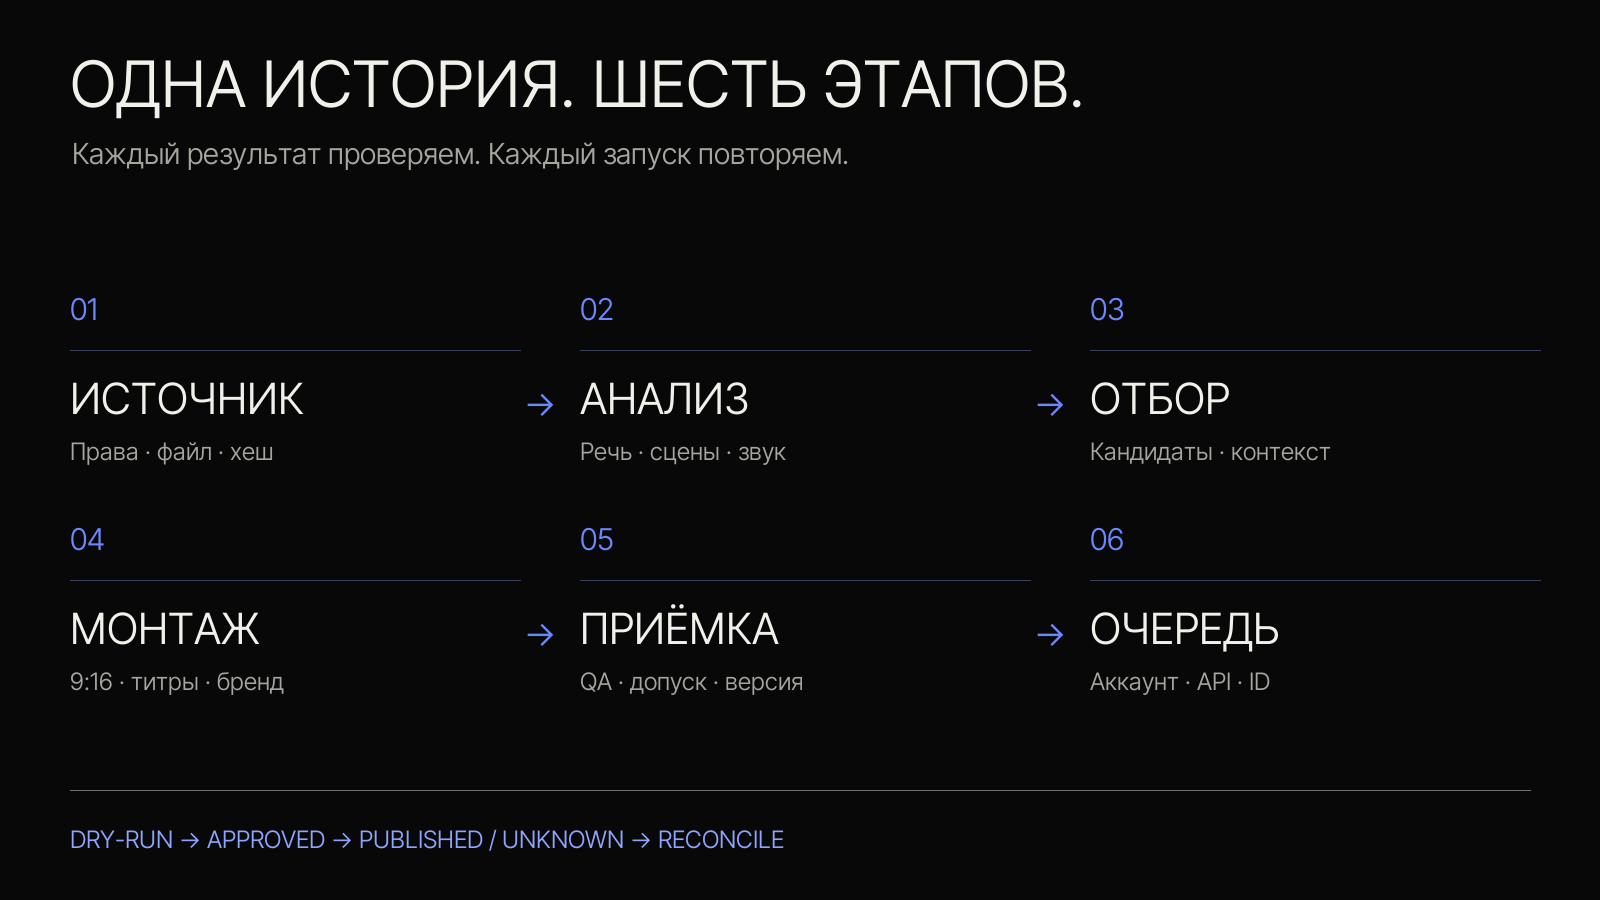 ОДНА ИСТОРИЯ. ШЕСТЬ ЭТАПОВ.
Каждый результат проверяем. Каждый запуск повторяем.
01
ИСТОЧНИК
Права · файл · хеш
→
02
АНАЛИЗ
Речь · сцены · звук
→
03
ОТБОР
Кандидаты · контекст
04
МОНТАЖ
9:16 · титры · бренд
→
05
ПРИЁМКА
QA · допуск · версия
→
06
ОЧЕРЕДЬ
Аккаунт · API · ID
DRY-RUN → APPROVED → PUBLISHED / UNKNOWN → RECONCILE